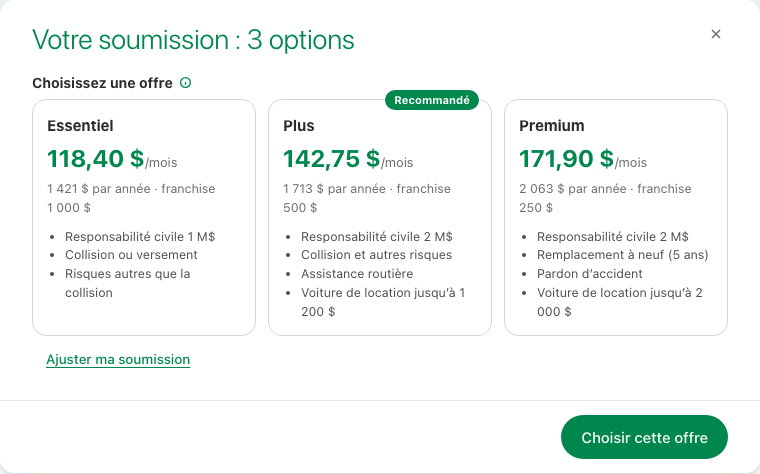 Votre soumission : 3 options
×
Choisissez une offre
Recommandé
Essentiel
118,40 $/mois
1 421 $ par année · franchise
1 000 $
• Responsabilité civile 1 M$
• Collision ou versement
• Risques autres que la
collision
Plus
142,75 $/mois
1 713 $ par année · franchise
500 $
• Responsabilité civile 2 M$
• Collision et autres risques
• Assistance routière
• Voiture de location jusqu'à 1
200 $
Premium
171,90 $/mois
2 063 $ par année · franchise
250 $
• Responsabilité civile 2 M$
• Remplacement à neuf (5 ans)
• Pardon d'accident
• Voiture de location jusqu'à 2
000 $
Ajuster ma soumission
Choisir cette offre